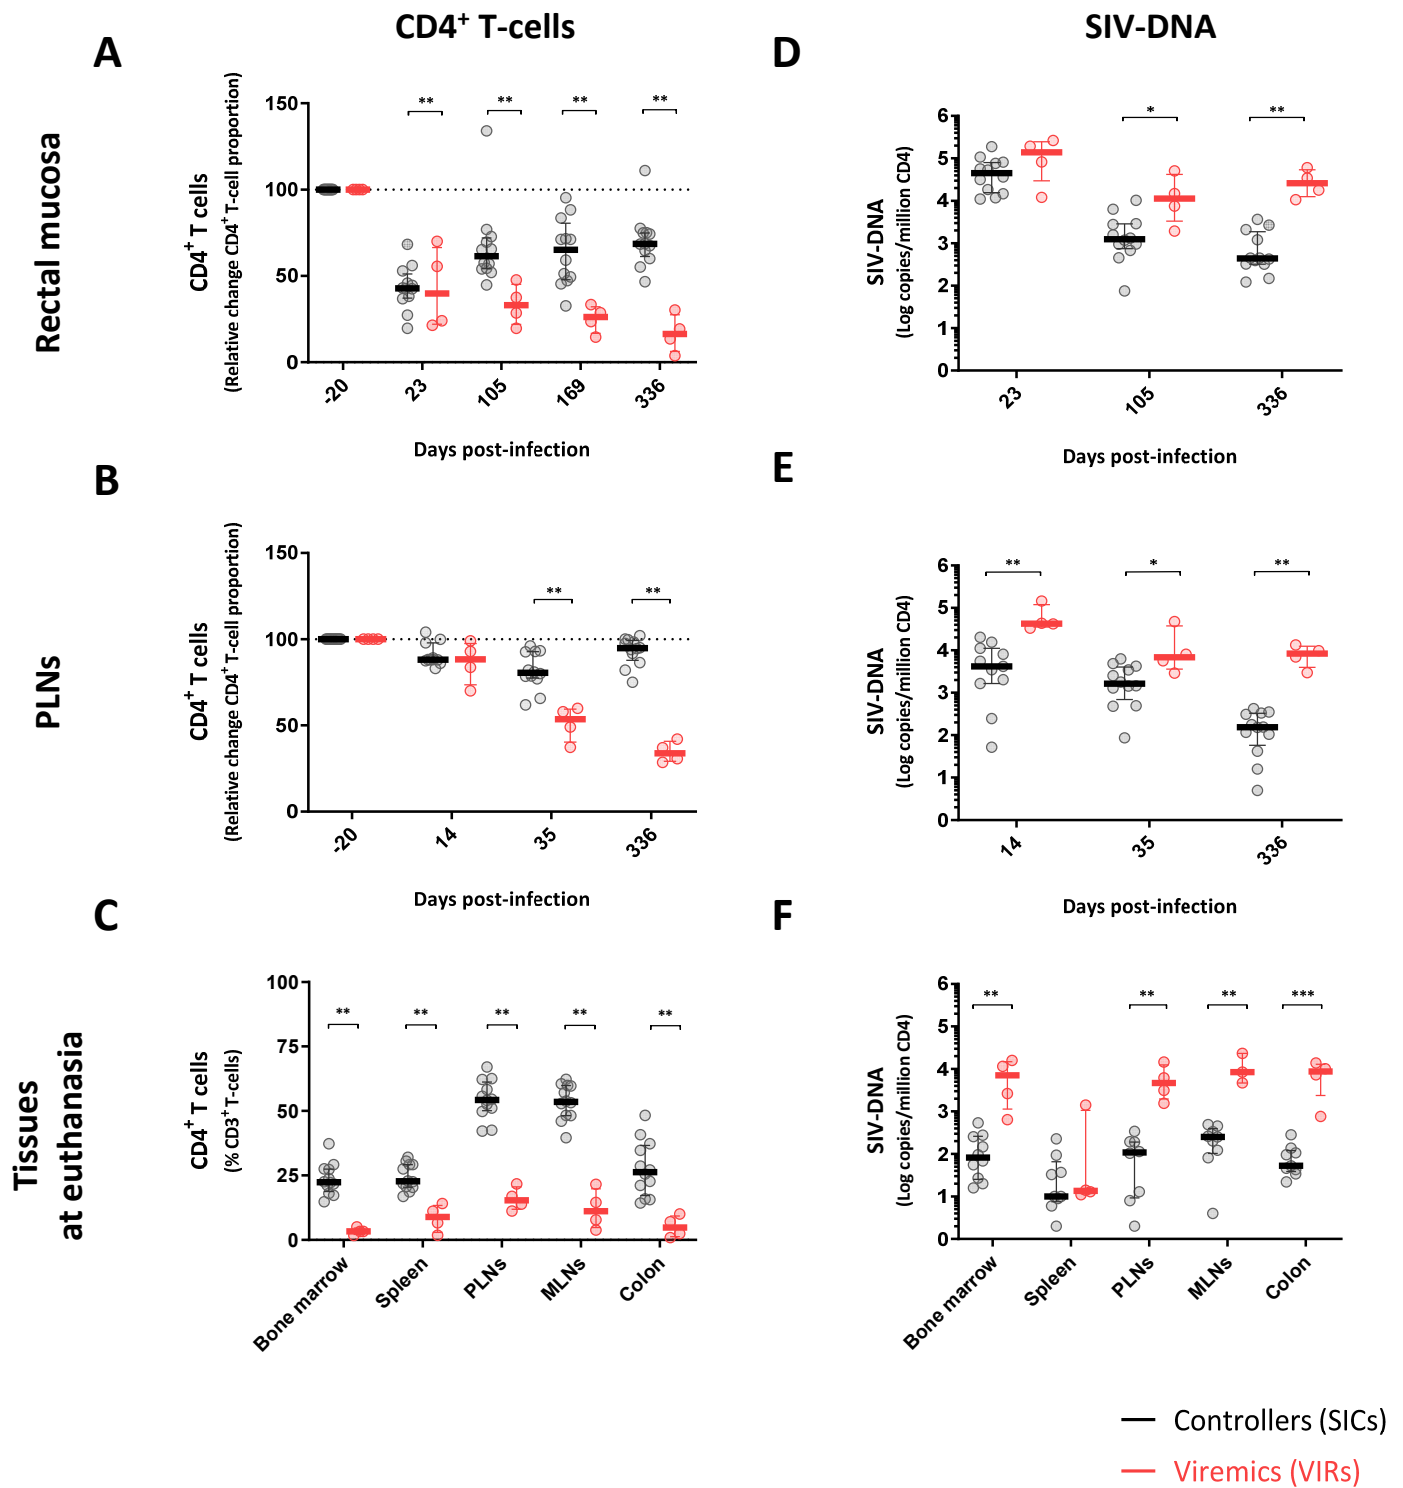 CD4⁺ T-cells
SIV-DNA
A
Rectal mucosa
CD4⁺ T cells
(Relative change CD4⁺ T-cell proportion)
150
100
50
0
** ** ** **
-20 23 105 169 336
Days post-infection
D
SIV-DNA
(Log copies/million CD4)
6
5
4
3
2
1
0
* **
23 105 336
Days post-infection
B
PLNs
CD4⁺ T cells
(Relative change CD4⁺ T-cell proportion)
150
100
50
0
** **
-20 14 35 336
Days post-infection
E
SIV-DNA
(Log copies/million CD4)
6
5
4
3
2
1
0
** * **
14 35 336
Days post-infection
C
Tissues
at euthanasia
CD4⁺ T cells
(% CD3⁺ T-cells)
100
75
50
25
0
** ** ** ** **
Bone marrow Spleen PLNs MLNs Colon
F
SIV-DNA
(Log copies/million CD4)
6
5
4
3
2
1
0
** ** ** ***
Bone marrow Spleen PLNs MLNs Colon
Controllers (SICs)
Viremics (VIRs)